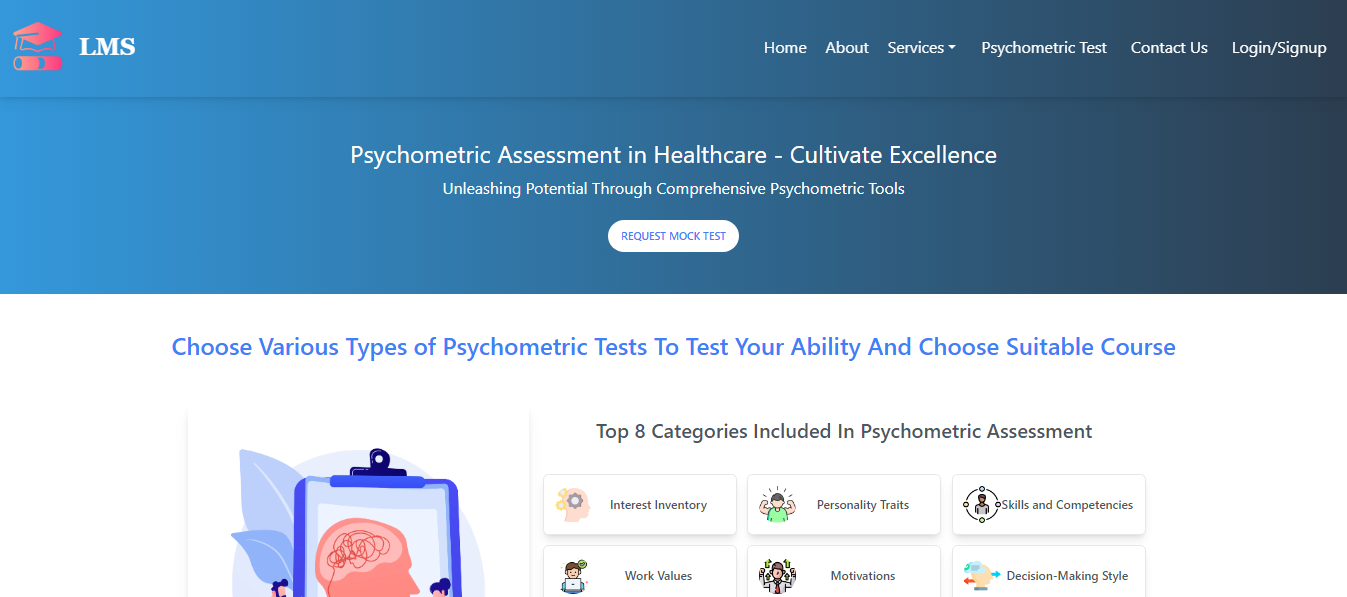 LMS
Home About Services Psychometric Test Contact Us Login/Signup
Psychometric Assessment in Healthcare - Cultivate Excellence
Unleashing Potential Through Comprehensive Psychometric Tools
REQUEST MOCK TEST
Choose Various Types of Psychometric Tests To Test Your Ability And Choose Suitable Course
Top 8 Categories Included In Psychometric Assessment
Interest Inventory Personality Traits Skills and Competencies
Work Values Motivations Decision-Making Style